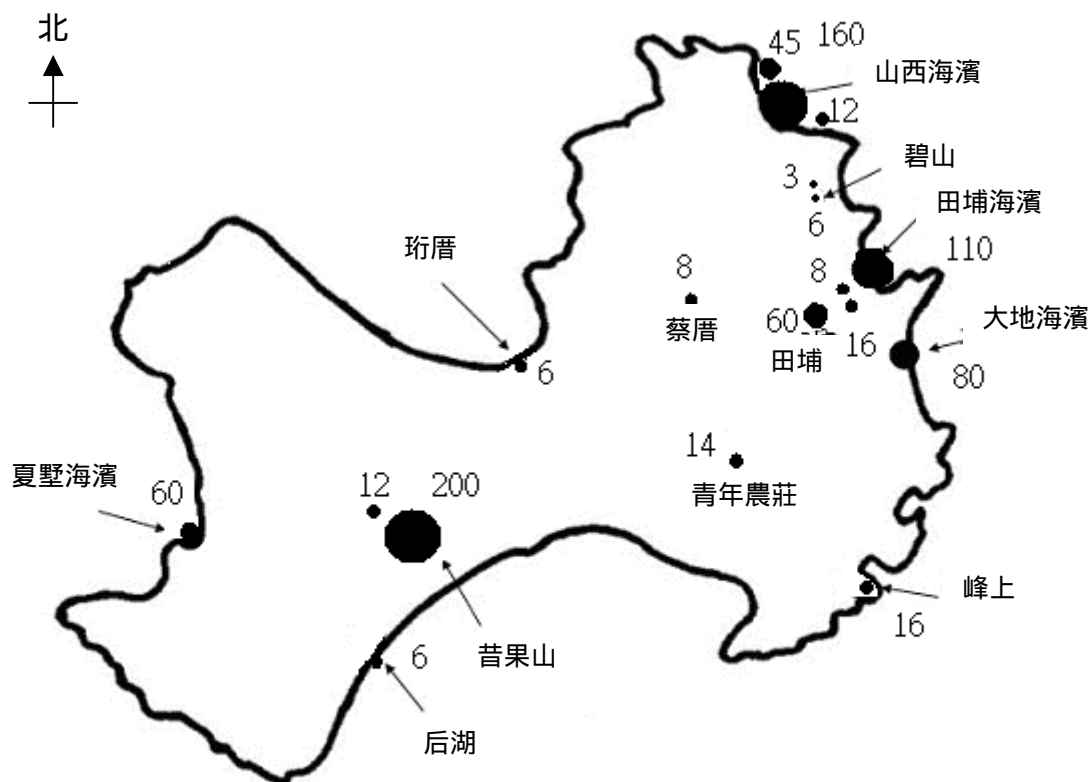 北
45 160
山西海濱
12
碧山
3
6
田埔海濱
110
珩厝
8
蔡厝
8
60
16
田埔
大地海濱
80
6
14
青年農莊
夏墅海濱
60
12
200
峰上
16
昔果山
6
后湖